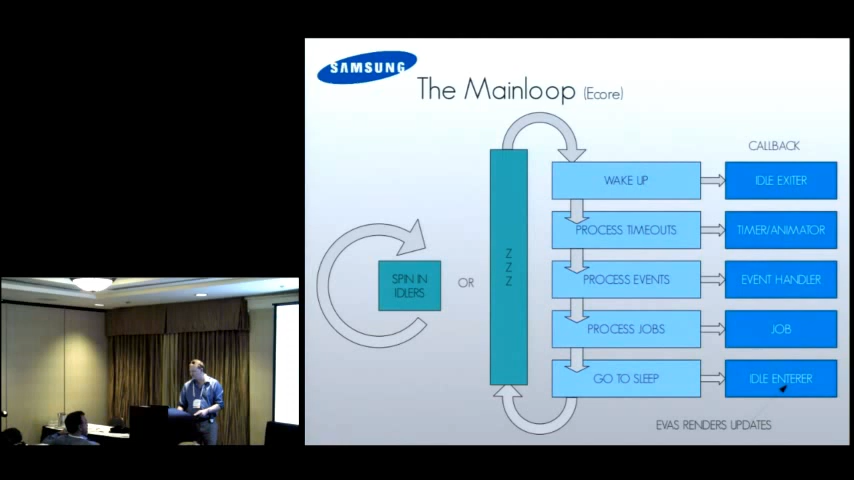 SAMSUNG
The Mainloop (Ecore)
CALLBACK
WAKE UP
IDLE EXITER
PROCESS TIMEOUTS
TIMER/ANIMATOR
SPIN IN
IDLERS
OR
Z
Z
Z
PROCESS EVENTS
EVENT HANDLER
PROCESS JOBS
JOB
GO TO SLEEP
IDLE ENTERER
EVAS RENDERS UPDATES